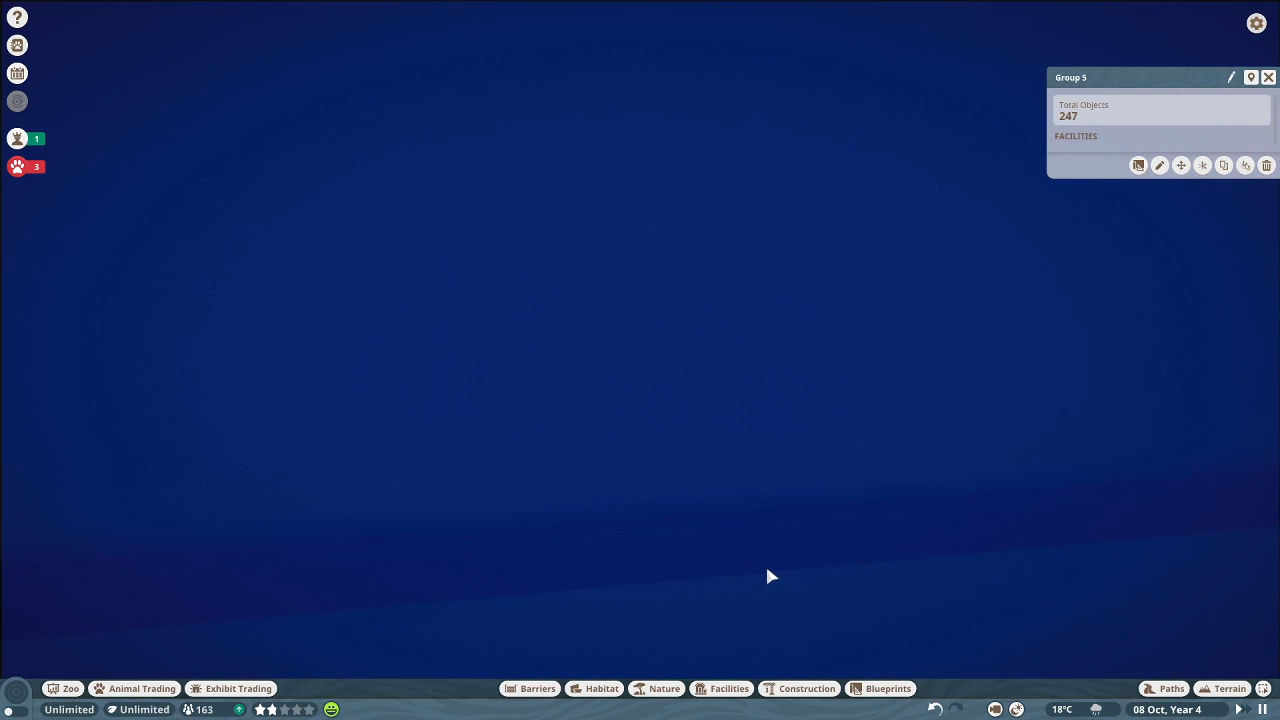 ?
Group 5
Total Objects
247
FACILITIES
1
3
Zoo
Animal Trading
Exhibit Trading
Barriers
Habitat
Nature
Facilities
Construction
Blueprints
Paths
Terrain
Unlimited
Unlimited
163
18°C
08 Oct, Year 4